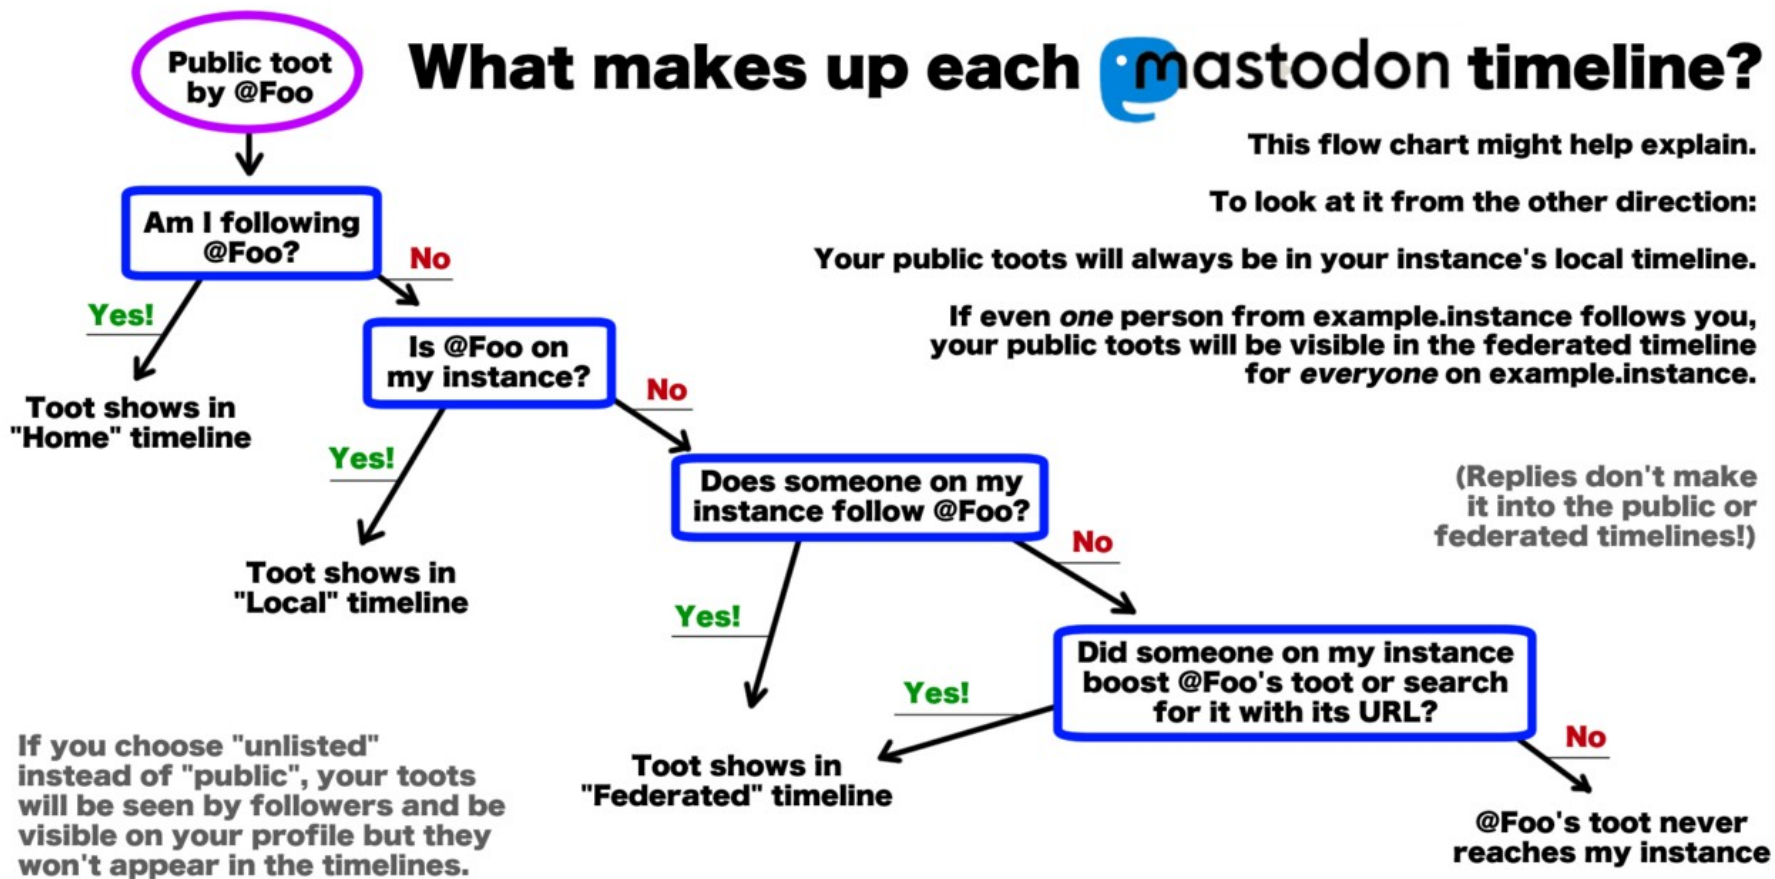 Public toot
by @Foo
What makes up each mastodon timeline?
This flow chart might help explain.
To look at it from the other direction:
Your public toots will always be in your instance's local timeline.
If even one person from example.instance follows you,
your public toots will be visible in the federated timeline
for everyone on example.instance.
(Replies don't make
it into the public or
federated timelines!)
Am I following
@Foo?
No
Yes!
Toot shows in
"Home" timeline
Is @Foo on
my instance?
No
Yes!
Toot shows in
"Local" timeline
Does someone on my
instance follow @Foo?
No
Yes!
Toot shows in
"Federated" timeline
Did someone on my instance
boost @Foo's toot or search
for it with its URL?
Yes!
No
@Foo's toot never
reaches my instance
If you choose "unlisted"
instead of "public", your toots
will be seen by followers and be
visible on your profile but they
won't appear in the timelines.